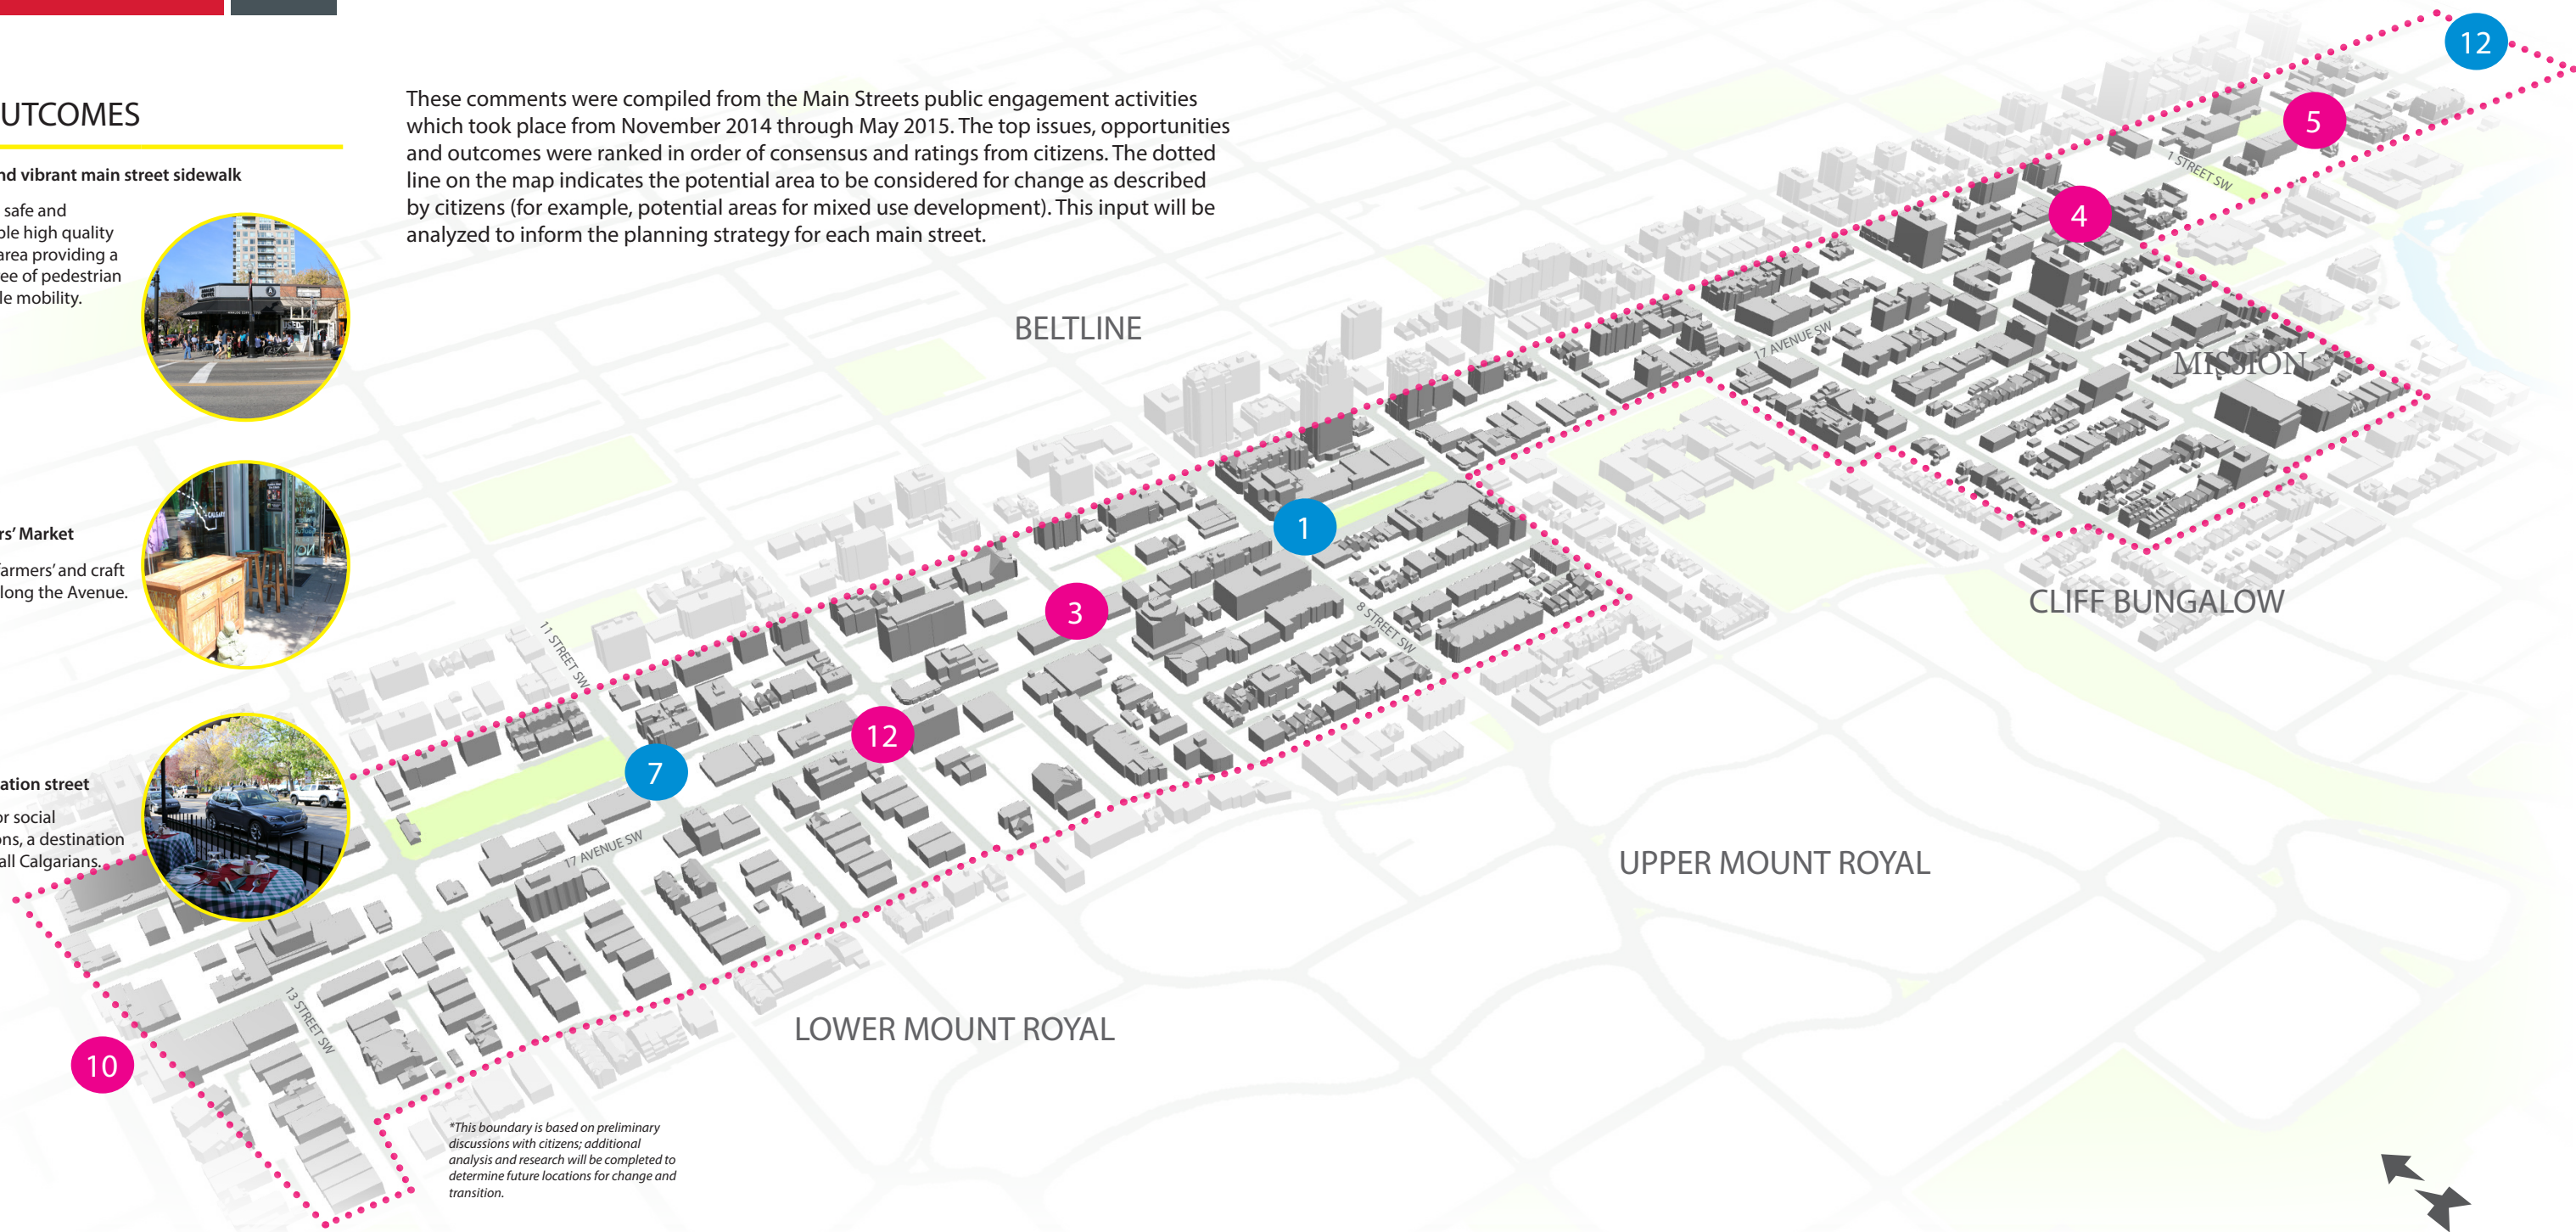 UTCOMES
nd vibrant main street sidewalk
safe and
ble high quality
area providing a
ee of pedestrian
le mobility.
rs' Market
farmers' and craft
long the Avenue.
ation street
or social
ons, a destination
all Calgarians.
These comments were compiled from the Main Streets public engagement activities
which took place from November 2014 through May 2015. The top issues, opportunities
and outcomes were ranked in order of consensus and ratings from citizens. The dotted
line on the map indicates the potential area to be considered for change as described
by citizens (for example, potential areas for mixed use development). This input will be
analyzed to inform the planning strategy for each main street.
12
5
1 STREET SW
4
BELTLINE
17 AVENUE SW
MISSION
1
3
8 STREET SW
CLIFF BUNGALOW
11 STREET SW
12
7
17 AVENUE SW
UPPER MOUNT ROYAL
13 STREET SW
LOWER MOUNT ROYAL
10
*This boundary is based on preliminary
discussions with citizens; additional
analysis and research will be completed to
determine future locations for change and
transition.